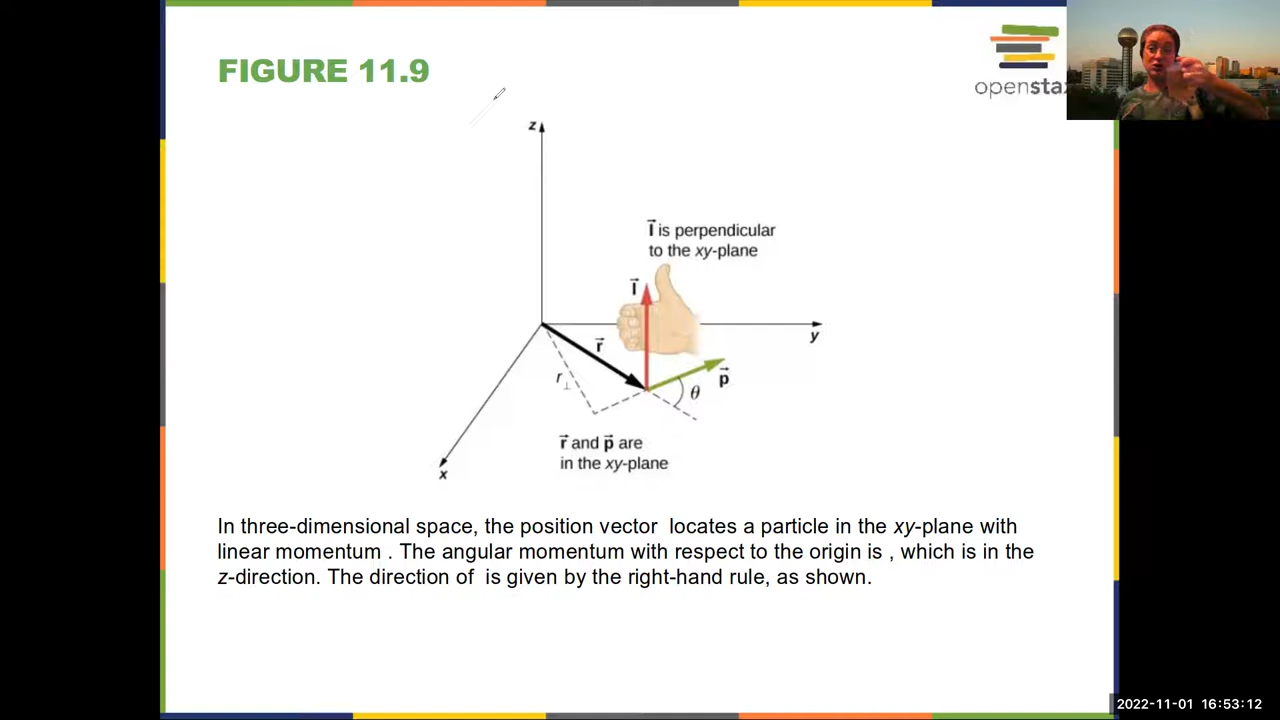 FIGURE 11.9
openstax
z
l is perpendicular
to the xy-plane
l
r
y
r⊥
p
θ
r and p are
in the xy-plane
x
In three-dimensional space, the position vector  locates a particle in the xy-plane with
linear momentum . The angular momentum with respect to the origin is , which is in the
z-direction. The direction of  is given by the right-hand rule, as shown.
2022-11-01 16:53:12